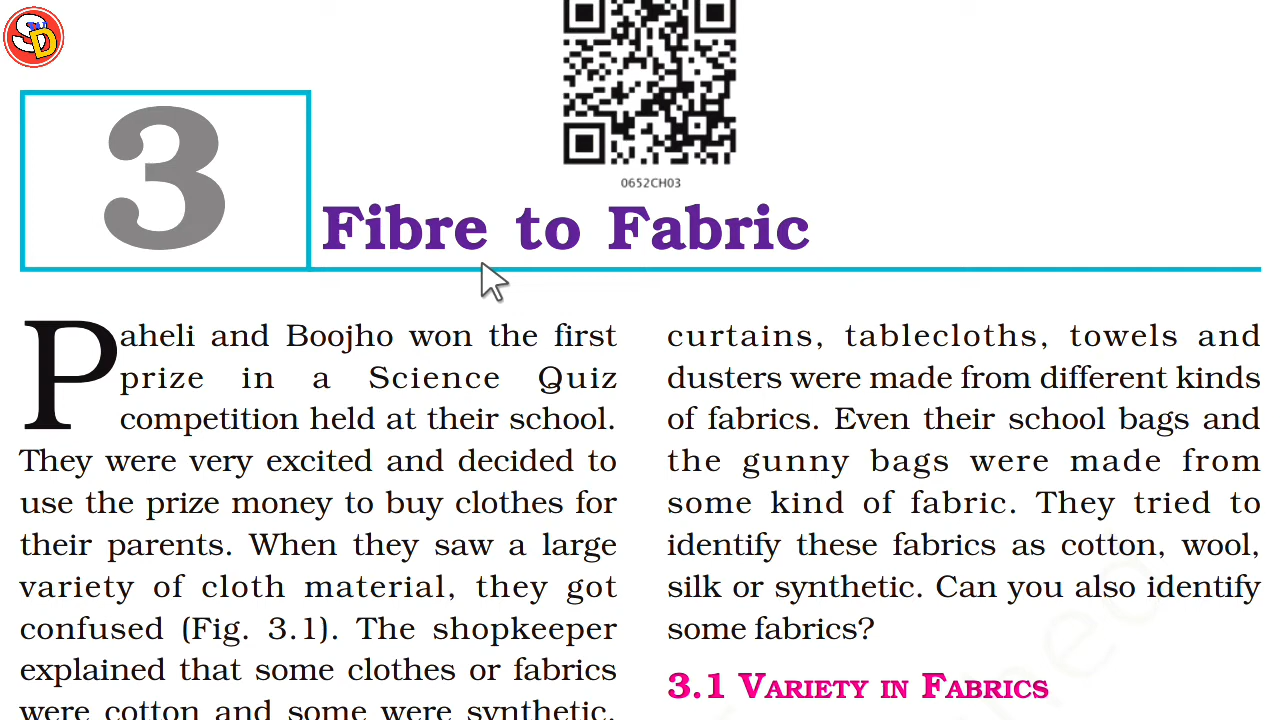 SD
0652CH03
3
Fibre to Fabric
Paheli and Boojho won the first
prize in a Science Quiz
competition held at their school.
They were very excited and decided to
use the prize money to buy clothes for
their parents. When they saw a large
variety of cloth material, they got
confused (Fig. 3.1). The shopkeeper
explained that some clothes or fabrics
were cotton and some were synthetic.
curtains, tablecloths, towels and
dusters were made from different kinds
of fabrics. Even their school bags and
the gunny bags were made from
some kind of fabric. They tried to
identify these fabrics as cotton, wool,
silk or synthetic. Can you also identify
some fabrics?
3.1 VARIETY IN FABRICS